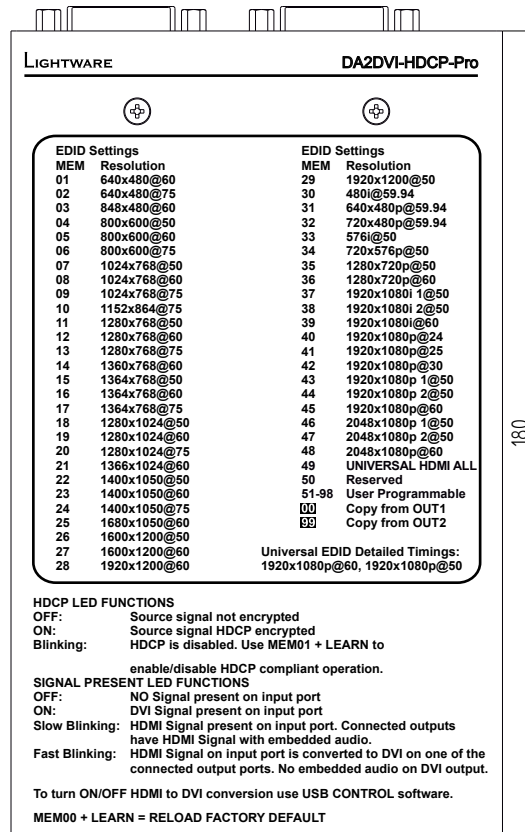 LIGHTWARE
DA2DVI-HDCP-Pro
EDID Settings
MEM Resolution
01 640x480@60
02 640x480@75
03 848x480@60
04 800x600@50
05 800x600@60
06 800x600@75
07 1024x768@50
08 1024x768@60
09 1024x768@75
10 1152x864@75
11 1280x768@50
12 1280x768@60
13 1280x768@75
14 1360x768@60
15 1364x768@50
16 1364x768@60
17 1364x768@75
18 1280x1024@50
19 1280x1024@60
20 1280x1024@75
21 1366x1024@60
22 1400x1050@50
23 1400x1050@60
24 1400x1050@75
25 1680x1050@60
26 1600x1200@50
27 1600x1200@60
28 1920x1200@60
EDID Settings
MEM Resolution
29 1920x1200@50
30 480i@59.94
31 640x480p@59.94
32 720x480p@59.94
33 576i@50
34 720x576p@50
35 1280x720p@50
36 1280x720p@60
37 1920x1080i 1@50
38 1920x1080i 2@50
39 1920x1080i@60
40 1920x1080p@24
41 1920x1080p@25
42 1920x1080p@30
43 1920x1080p 1@50
44 1920x1080p 2@50
45 1920x1080p@60
46 2048x1080p 1@50
47 2048x1080p 2@50
48 2048x1080p@60
49 UNIVERSAL HDMI ALL
50 Reserved
51-98 User Programmable
00 Copy from OUT1
99 Copy from OUT2
Universal EDID Detailed Timings:
1920x1080p@60, 1920x1080p@50
180
HDCP LED FUNCTIONS
OFF: Source signal not encrypted
ON: Source signal HDCP encrypted
Blinking: HDCP is disabled. Use MEM01 + LEARN to
enable/disable HDCP compliant operation.
SIGNAL PRESENT LED FUNCTIONS
OFF: NO Signal present on input port
ON: DVI Signal present on input port
Slow Blinking: HDMI Signal present on input port. Connected outputs
have HDMI Signal with embedded audio.
Fast Blinking: HDMI Signal on input port is converted to DVI on one of the
connected output ports. No embedded audio on DVI output.
To turn ON/OFF HDMI to DVI conversion use USB CONTROL software.
MEM00 + LEARN = RELOAD FACTORY DEFAULT